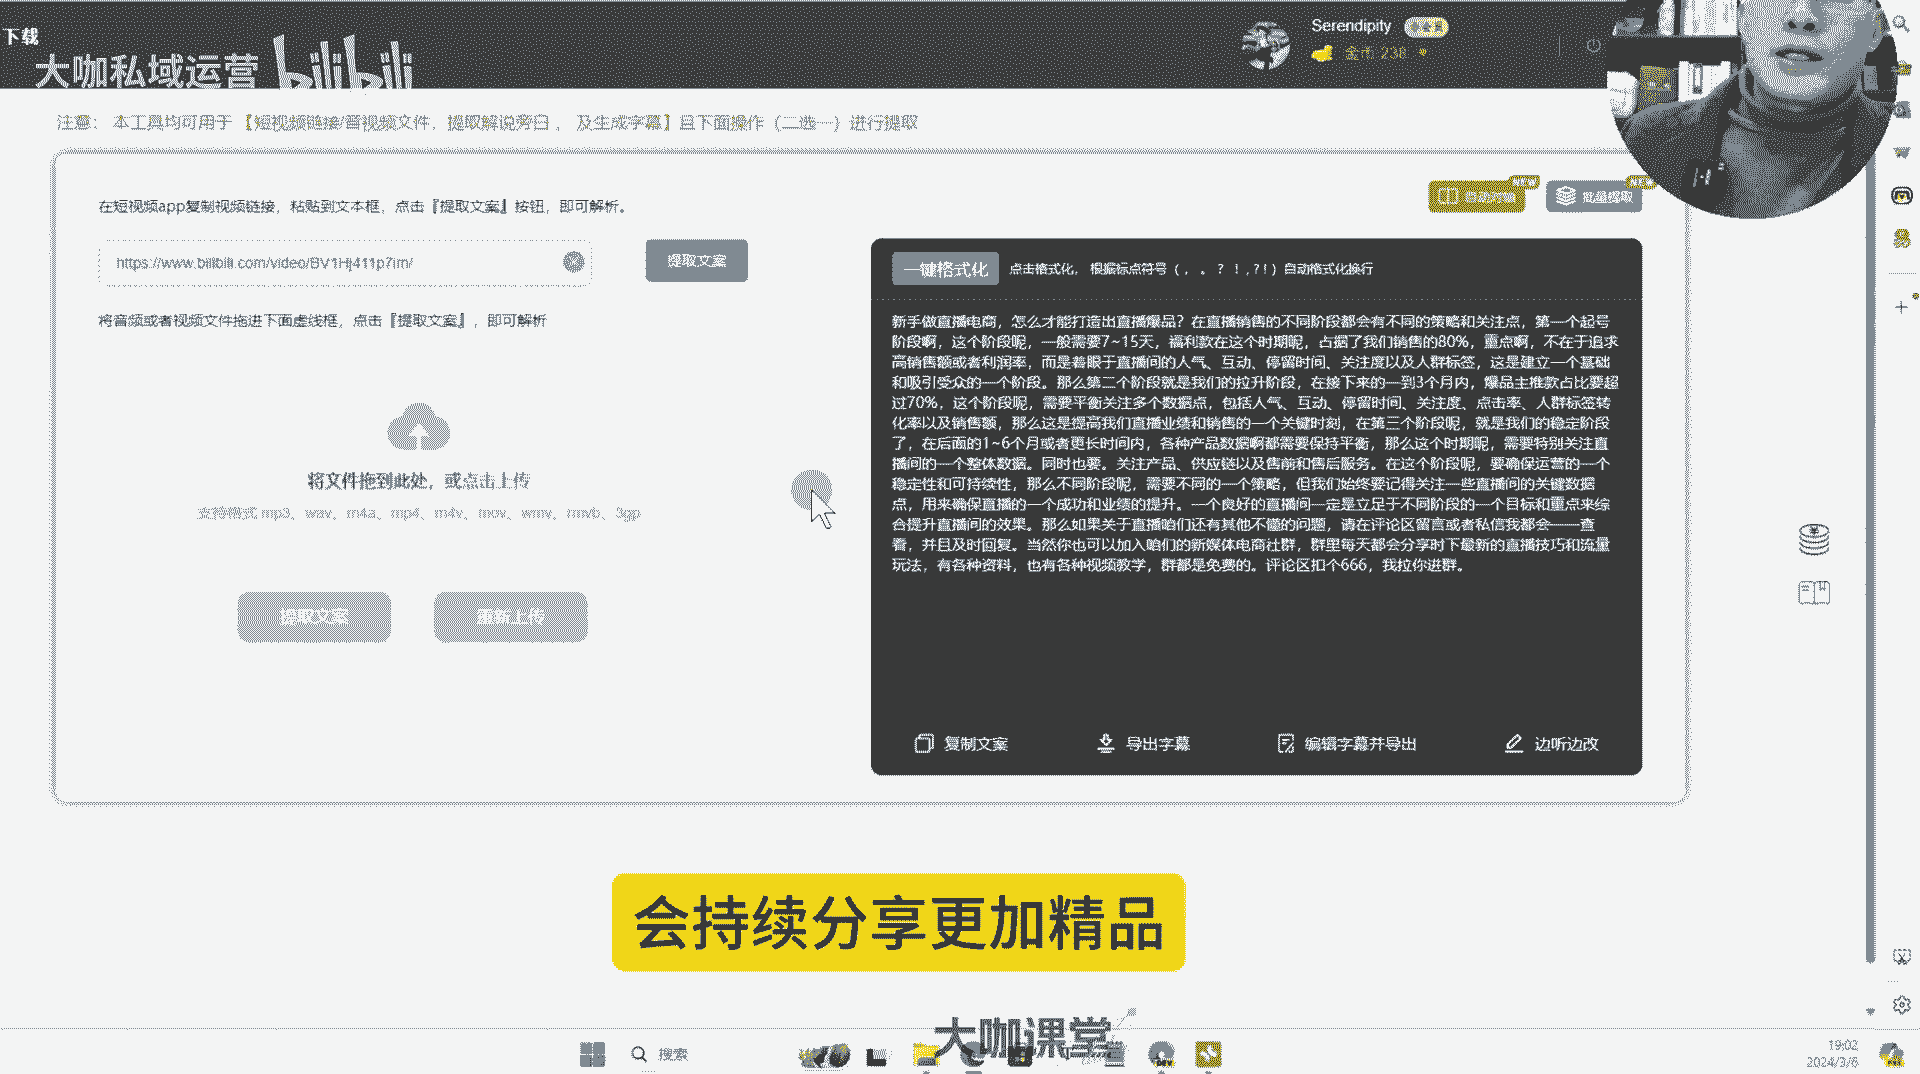 下载
大咖私域运营 bilibili
Serendipity
金币 238
注意： 本工具均可用于 【短视频链接/音视频文件，提取解说旁白 ， 及生成字幕】且下面操作（二选一）进行提取
在短视频app复制视频链接，粘贴到文本框，点击『提取文案』按钮，即可解析。
https://www.bilibili.com/video/BV1Hj411p7im/
提取文案
将音频或者视频文件拖进下面虚线框，点击『提取文案』，即可解析
将文件拖到此处，或点击上传
支持格式 mp3、wav、m4a、mp4、m4v、mov、wmv、rmvb、3gp
提取文案
重新上传
NEW
NEW
批量提取
一键格式化
点击格式化， 根据标点符号（ ， 。 ？ ！,?!）自动格式化换行
新手做直播电商，怎么才能打造出直播爆品？在直播销售的不同阶段都会有不同的策略和关注点，第一个起号
阶段啊，这个阶段呢，一般需要7~15天，福利款在这个时期呢，占据了我们销售的80%，重点啊，不在于追求
高销售额或者利润率，而是着眼于直播间的人气、互动、停留时间、关注度以及人群标签，这是建立一个基础
和吸引受众的一个阶段。那么第二个阶段就是我们的拉升阶段，在接下来的一到3个月内，爆品主推款占比要超
过70%，这个阶段呢，需要平衡关注多个数据点，包括人气、互动、停留时间、关注度、点击率、人群标签转
化率以及销售额，那么这是提高我们直播业绩和销售的一个关键时刻，在第三个阶段呢，就是我们的稳定阶段
了，在后面的1~6个月或者更长时间内，各种产品数据啊都需要保持平衡，那么这个时期呢，需要特别关注直
播间的一个整体数据。同时也要。关注产品、供应链以及售前和售后服务。在这个阶段呢，要确保运营的一个
稳定性和可持续性，那么不同阶段呢，需要不同的一个策略，但我们始终要记得关注一些直播间的关键数据
点，用来确保直播的一个成功和业绩的提升。一个良好的直播间一定是立足于不同阶段的一个目标和重点来综
合提升直播间的效果。那么如果关于直播咱们还有其他不懂的问题，请在评论区留言或者私信我都会一一查
看，并且及时回复。当然你也可以加入咱们的新媒体电商社群，群里每天都会分享时下最新的直播技巧和流量
玩法，有各种资料，也有各种视频教学，群都是免费的。评论区扣个666，我拉你进群。
复制文案
导出字幕
编辑字幕并导出
边听边改
会持续分享更加精品
大咖课堂
搜索
19:02
2024/3/6